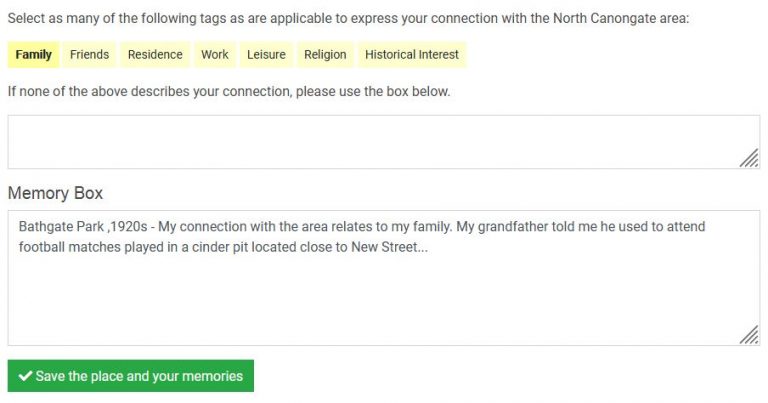 Select as many of the following tags as are applicable to express your connection with the North Canongate area:
Family Friends Residence Work Leisure Religion Historical Interest
If none of the above describes your connection, please use the box below.
Memory Box
Bathgate Park ,1920s - My connection with the area relates to my family. My grandfather told me he used to attend
football matches played in a cinder pit located close to New Street...
Save the place and your memories